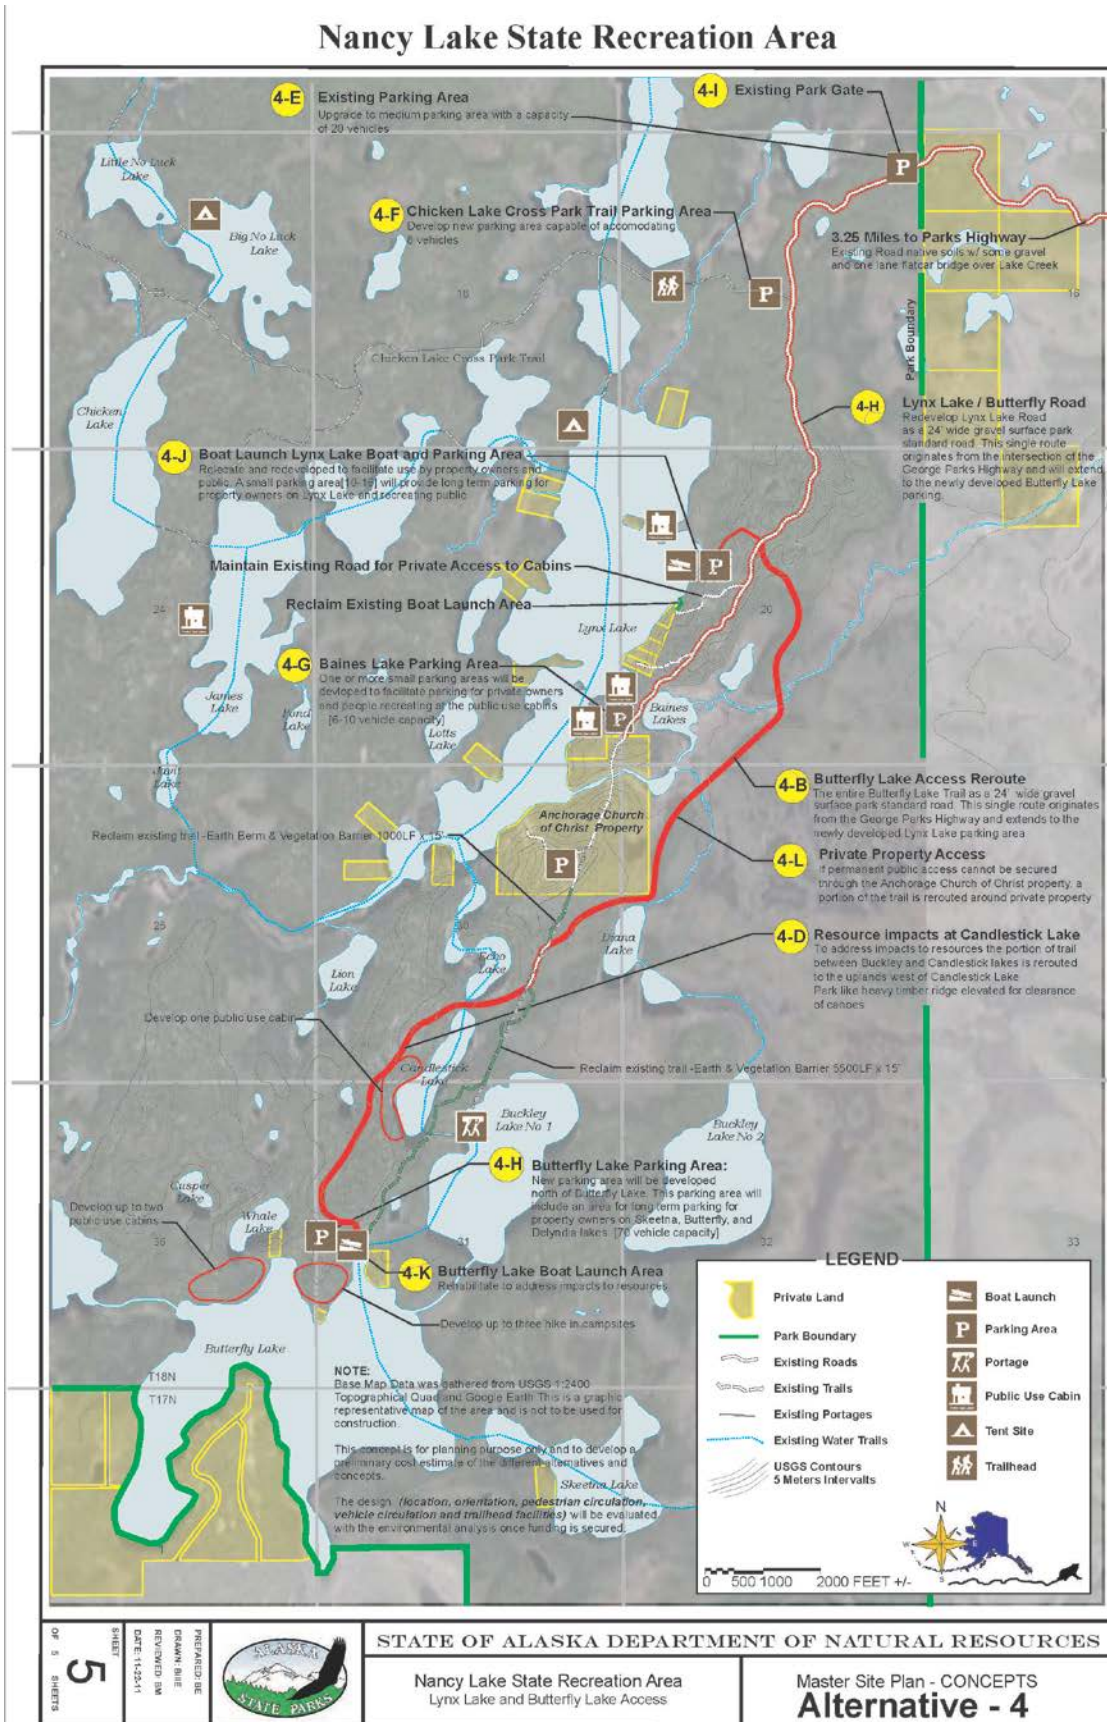 Nancy Lake State Recreation Area
4-E Existing Parking Area
Upgrade to medium parking area with a capacity
of 20 vehicles
4-I Existing Park Gate
P
Little No Luck
Lake
Big No Luck
Lake
4-F Chicken Lake Cross Park Trail Parking Area
Develop new parking area capable of accomodating
6 vehicles
P
3.25 Miles to Parks Highway
Existing Road native soils w/ some gravel
and one lane flatcar bridge over Lake Creek
18
16
Park Boundary
Chicken Lake Cross Park Trail
Chicken
Lake
4-H Lynx Lake / Butterfly Road
Redevelop Lynx Lake Road
as a 24' wide gravel surface park
standard road. This single route
originates from the intersection of the
George Parks Highway and will extend
to the newly developed Butterfly Lake
parking.
4-J Boat Launch Lynx Lake Boat and Parking Area
Relocate and redeveloped to facilitate use by property owners and
public. A small parking area[10-15] will provide long term parking for
property owners on Lynx Lake and recreating public
P
Maintain Existing Road for Private Access to Cabins
Reclaim Existing Boat Launch Area
24
20
Lynx Lake
4-G Baines Lake Parking Area
One or more small parking areas will be
devloped to facilitate parking for private owners
and people recreating at the public use cabins
[6-10 vehicle capacity]
P
James
Lake
Pond
Lake
Lotts
Lake
Baines
Lakes
4-B Butterfly Lake Access Reroute
The entire Butterfly Lake Trail as a 24' wide gravel
surface park standard road. This single route originates
from the George Parks Highway and extends to the
newly developed Lynx Lake parking area
Anchorage Church
of Christ Property
Reclaim existing trail -Earth Berm & Vegetation Barrier 1000LF x 15'
P
4-L Private Property Access
If permanent public access cannot be secured
through the Anchorage Church of Christ property, a
portion of the trail is rerouted around private property
25
4-D Resource Impacts at Candlestick Lake
To address impacts to resources the portion of trail
between Buckley and Candlestick lakes is rerouted
to the uplands west of Candlestick Lake
Park like heavy timber ridge elevated for clearance
of canoes
Diana
Lake
Echo
Lake
Lion
Lake
Develop one public use cabin
Candlestick
Lake
Reclaim existing trail -Earth & Vegetation Barrier 5500LF x 15'
Buckley
Lake No 1
Buckley
Lake No 2
4-H Butterfly Lake Parking Area:
New parking area will be developed
north of Butterfly Lake. This parking area will
include an area for long term parking for
property owners on Skeetna, Butterfly, and
Delyndia lakes. [70 vehicle capacity]
Casper
Lake
Develop up to two
public use cabins
Whale
Lake
P
36
31
32
33
4-K Butterfly Lake Boat Launch Area
Rehabilitate to address impacts to resources
Develop up to three hike in campsites
Butterfly Lake
T18N
T17N
NOTE:
Base Map Data was gathered from USGS 1:2400
Topographical Quad and Google Earth This is a graphic
representative map of the area and is not to be used for
construction.
This concept is for planning purpose only and to develop a
preliminary cost estimate of the different alternatives and
concepts.
The design (location, orientation, pedestrian circulation,
vehicle circulation and trailhead facilities) will be evaluated
with the environmental analysis once funding is secured.
Skeetna Lake
LEGEND
Private Land
Park Boundary
Existing Roads
Existing Trails
Existing Portages
Existing Water Trails
USGS Contours
5 Meters Intervalts
Boat Launch
P Parking Area
Portage
Public Use Cabin
Tent Site
Trailhead
N
W E
S
0 500 1000 2000 FEET +/-
SHEET
5
OF 5 SHEETS
PREPARED: BE
REVIEWED: BM
DATE: 11-22-11
ALASKA
STATE PARKS
STATE OF ALASKA DEPARTMENT OF NATURAL RESOURCES
Nancy Lake State Recreation Area
Lynx Lake and Butterfly Lake Access
Master Site Plan - CONCEPTS
Alternative - 4